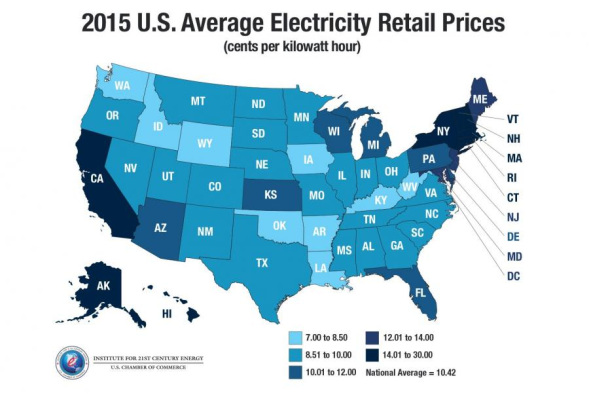 2015 U.S. Average Electricity Retail Prices
(cents per kilowatt hour)
WA
MT
ND
MN
ME
VT
OR
ID
SD
WI
MI
NY
NH
WY
MA
IA
PA
RI
NE
IL
IN
OH
CT
NV
UT
CO
KS
MO
WV
VA
NJ
CA
KY
DE
OK
TN
NC
MD
AZ
NM
AR
SC
DC
MS
AL
GA
TX
LA
AK
HI
FL
7.00 to 8.50
12.01 to 14.00
8.51 to 10.00
14.01 to 30.00
10.01 to 12.00
National Average = 10.42
INSTITUTE FOR 21ST CENTURY ENERGY
U.S. CHAMBER OF COMMERCE